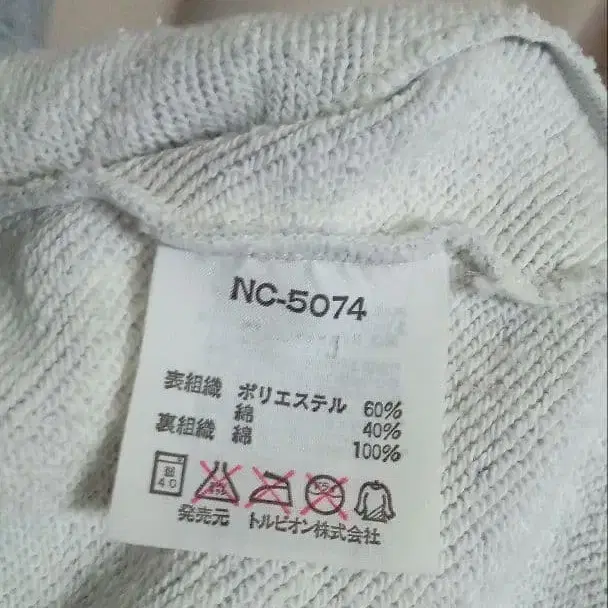 NC-5074
表組織 ポリエステル 60%
綿 40%
裏組織 綿 100%
弱 40
発売元 トルビオン株式会社